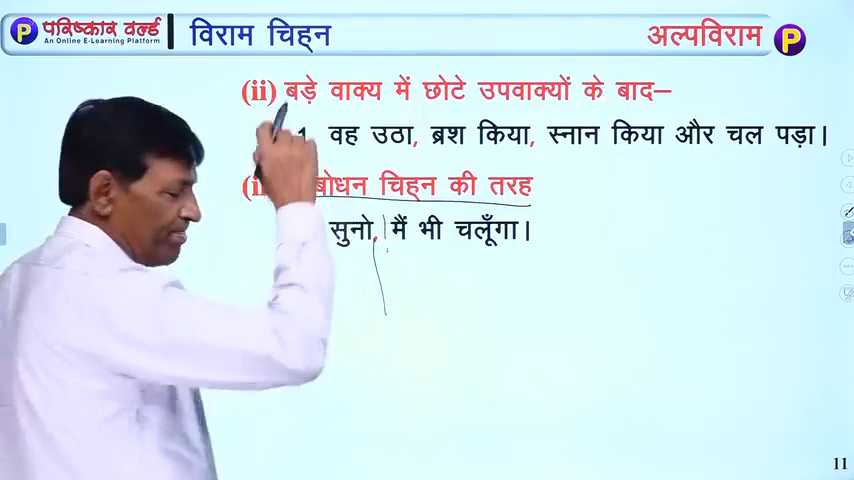 परिष्कार वर्ल्ड
An Online E-Learning Platform
विराम चिह्न
अल्पविराम
(ii) बड़े वाक्य में छोटे उपवाक्यों के बाद–
1 वह उठा, ब्रश किया, स्नान किया और चल पड़ा।
चिह्न की तरह
सुनो, मैं भी चलूँगा।
11